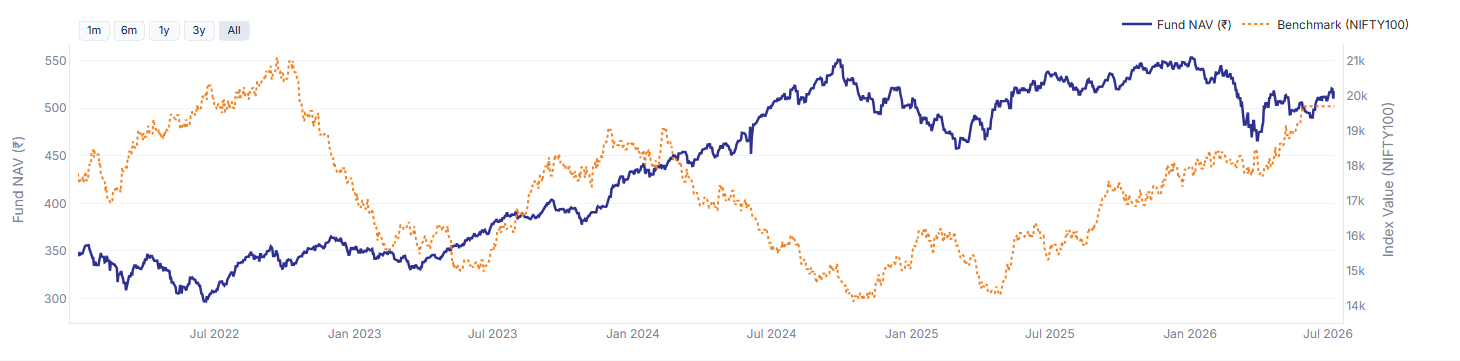 1m 6m 1y 3y All
Fund NAV (₹) Benchmark (NIFTY100)
550
500
450
400
350
300
Fund NAV (₹)
21k
20k
19k
18k
17k
16k
15k
14k
Index Value (NIFTY100)
Jul 2022 Jan 2023 Jul 2023 Jan 2024 Jul 2024 Jan 2025 Jul 2025 Jan 2026 Jul 2026